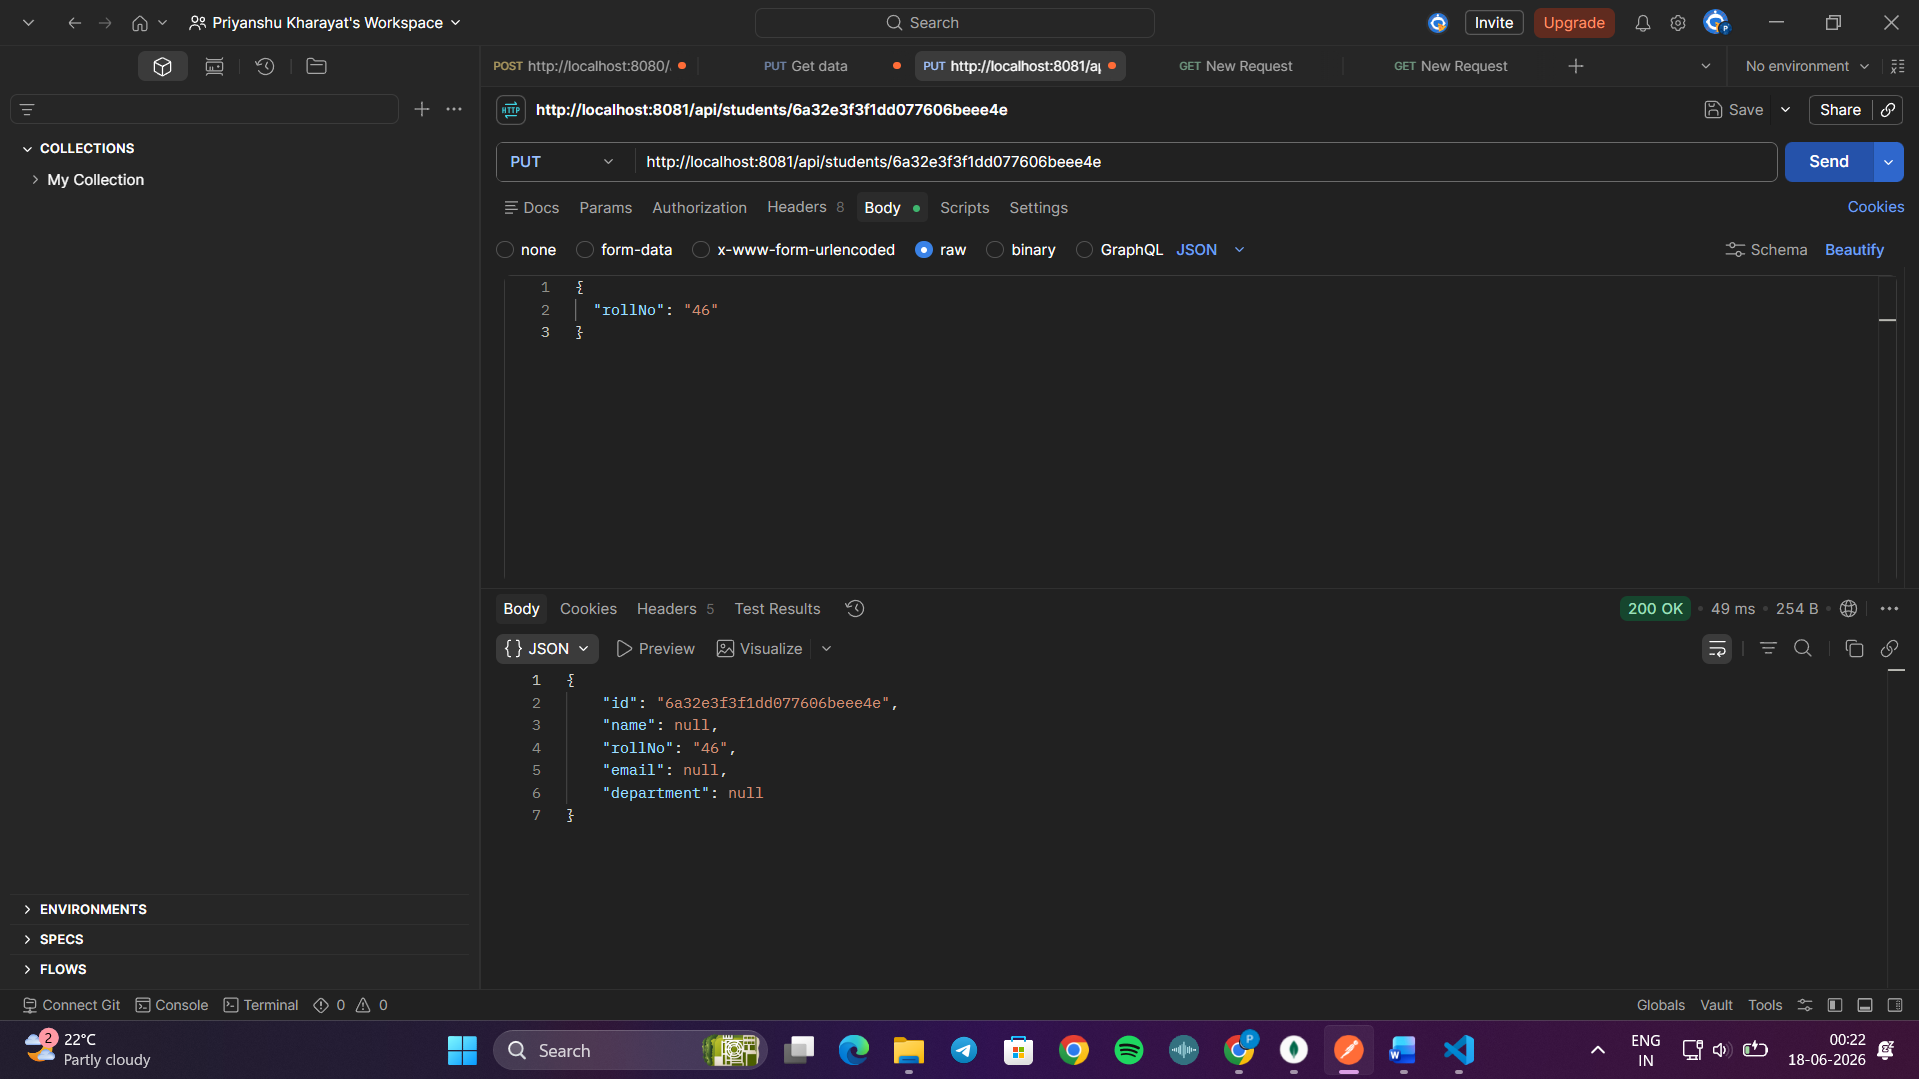 Priyanshu Kharayat's Workspace
Search
Invite
Upgrade
POST http://localhost:8080/.
PUT Get data
PUT http://localhost:8081/ap
GET New Request
GET New Request
No environment
HTTP
http://localhost:8081/api/students/6a32e3f3f1dd077606beee4e
Save
Share
COLLECTIONS
My Collection
PUT
http://localhost:8081/api/students/6a32e3f3f1dd077606beee4e
Send
Docs
Params
Authorization
Headers 8
Body
Scripts
Settings
Cookies
none
form-data
x-www-form-urlencoded
raw
binary
GraphQL
JSON
Schema
Beautify
1 {
2 "rollNo": "46"
3 }
Body
Cookies
Headers 5
Test Results
200 OK
49 ms
254 B
{} JSON
Preview
Visualize
1 {
2 "id": "6a32e3f3f1dd077606beee4e",
3 "name": null,
4 "rollNo": "46",
5 "email": null,
6 "department": null
7 }
ENVIRONMENTS
SPECS
FLOWS
Connect Git
Console
Terminal
0
0
Globals
Vault
Tools
2
22°C
Partly cloudy
Search
P
W
ENG
IN
00:22
18-06-2026